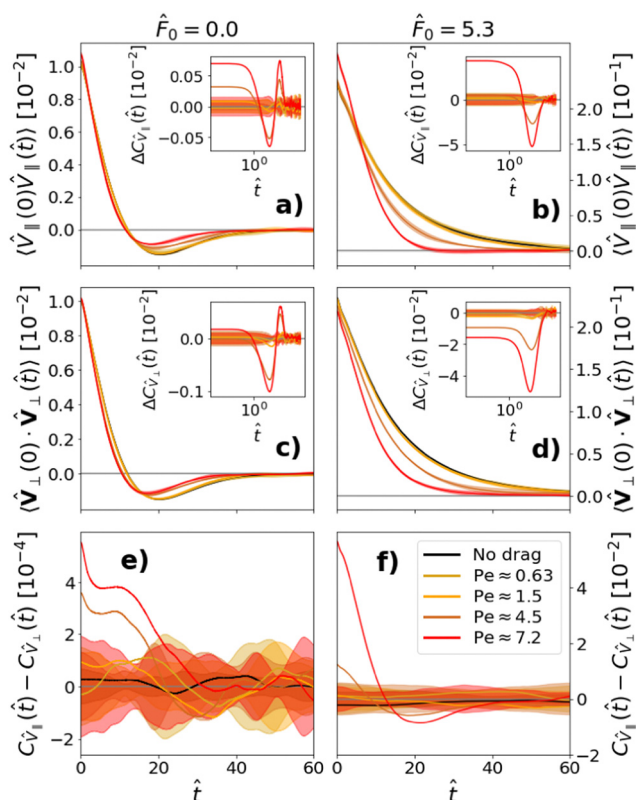 F̂₀ = 0.0
F̂₀ = 5.3
⟨V̂∥(0)V̂∥(t̂)⟩ [10⁻²]
1.0
0.8
0.6
0.4
0.2
0.0
ΔC_V̂∥(t̂) [10⁻²]
0.05
0.00
−0.05
10⁰
t̂
a)
ΔC_V̂∥(t̂) [10⁻²]
0
−5
10⁰
t̂
b)
2.0
1.5
1.0
0.5
0.0
⟨V̂∥(0)V̂∥(t̂)⟩ [10⁻¹]
⟨V̂⊥(0) · V̂⊥(t̂)⟩ [10⁻²]
1.0
0.8
0.6
0.4
0.2
0.0
ΔC_V̂⊥(t̂) [10⁻²]
0.0
−0.1
10⁰
t̂
c)
ΔC_V̂⊥(t̂) [10⁻²]
0
−2
−4
10⁰
t̂
d)
2.0
1.5
1.0
0.5
0.0
⟨V̂⊥(0) · V̂⊥(t̂)⟩ [10⁻¹]
C_V̂∥(t̂) − C_V̂⊥(t̂) [10⁻⁴]
4
2
0
−2
e)
0 20 40 60
t̂
f)
No drag
Pe ≈ 0.63
Pe ≈ 1.5
Pe ≈ 4.5
Pe ≈ 7.2
4
2
0
−2
0 20 40 60
t̂
C_V̂∥(t̂) − C_V̂⊥(t̂) [10⁻²]